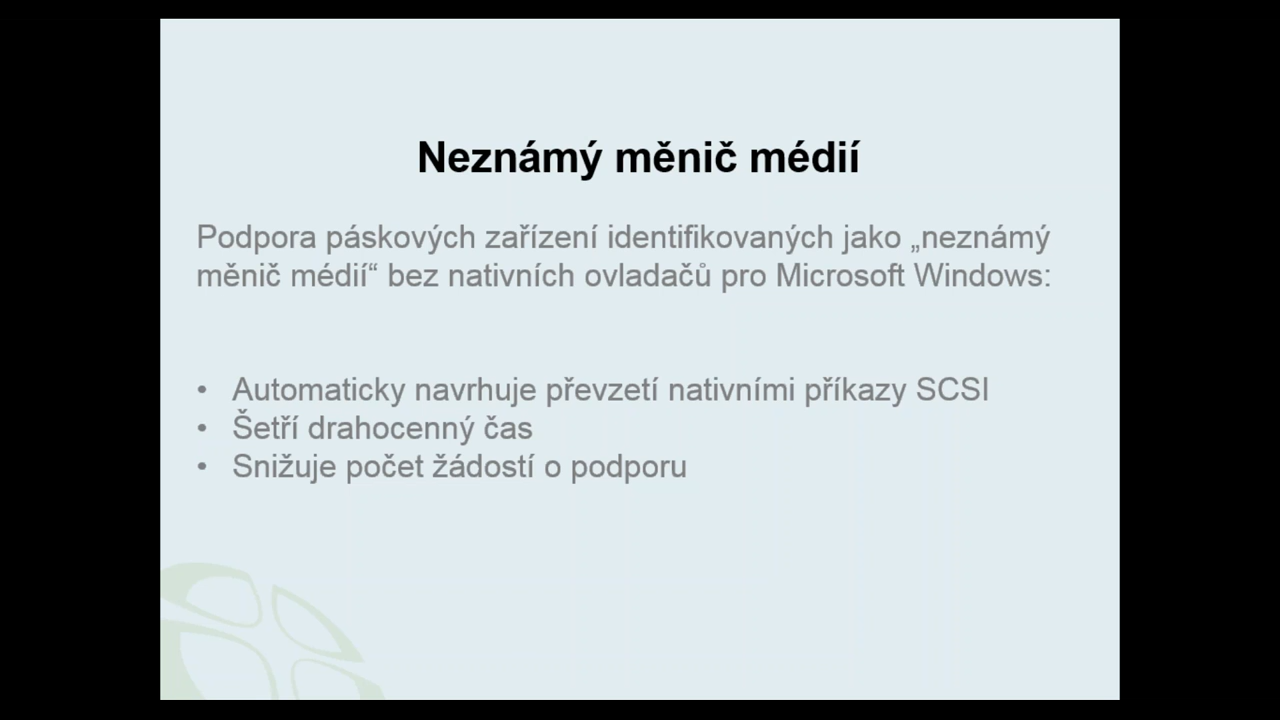 Neznámý měnič médií
Podpora páskových zařízení identifikovaných jako „neznámý
měnič médií“ bez nativních ovladačů pro Microsoft Windows:
• Automaticky navrhuje převzetí nativními příkazy SCSI
• Šetří drahocenný čas
• Snižuje počet žádostí o podporu